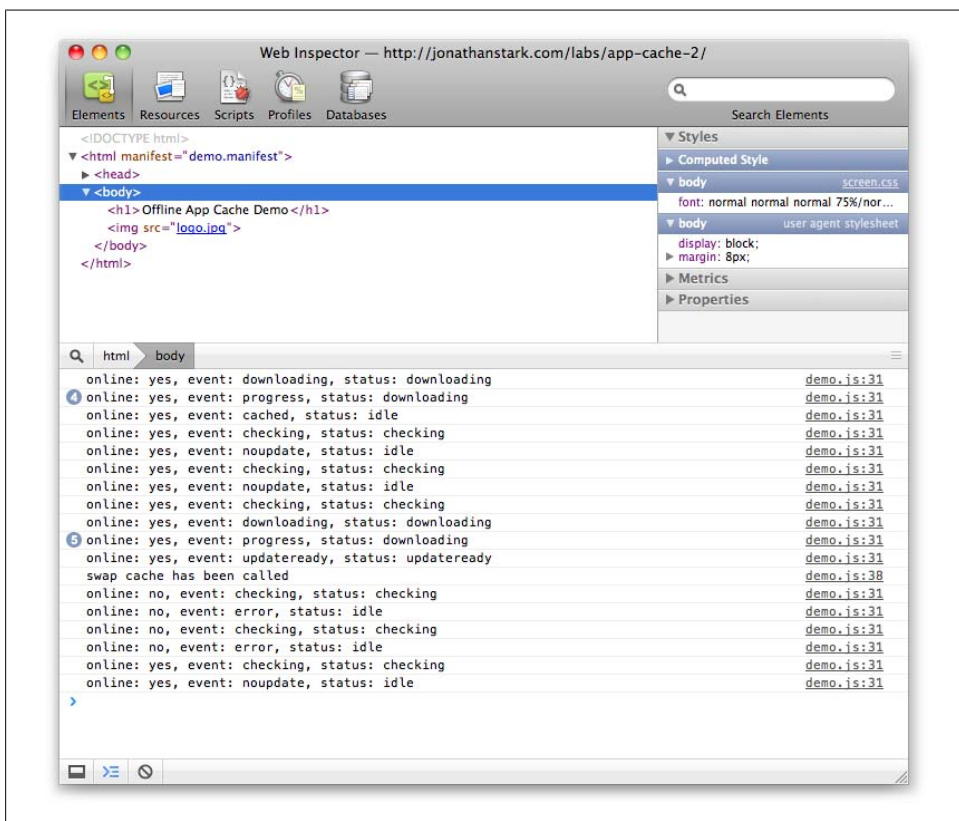 Web Inspector — http://jonathanstark.com/labs/app-cache-2/
Elements Resources Scripts Profiles Databases
Search Elements
<!DOCTYPE html>
▼ <html manifest="demo.manifest">
▶ <head>
▼ <body>
<h1>Offline App Cache Demo</h1>
<img src="logo.jpg">
</body>
</html>
▼ Styles
▶ Computed Style
▼ body screen.css
font: normal normal normal 75%/nor...
▼ body user agent stylesheet
display: block;
▶ margin: 8px;
▶ Metrics
▶ Properties
html body
online: yes, event: downloading, status: downloading demo.js:31
4 online: yes, event: progress, status: downloading demo.js:31
online: yes, event: cached, status: idle demo.js:31
online: yes, event: checking, status: checking demo.js:31
online: yes, event: noupdate, status: idle demo.js:31
online: yes, event: checking, status: checking demo.js:31
online: yes, event: noupdate, status: idle demo.js:31
online: yes, event: checking, status: checking demo.js:31
online: yes, event: downloading, status: downloading demo.js:31
5 online: yes, event: progress, status: downloading demo.js:31
online: yes, event: updateready, status: updateready demo.js:31
swap cache has been called demo.js:38
online: no, event: checking, status: checking demo.js:31
online: no, event: error, status: idle demo.js:31
online: no, event: checking, status: checking demo.js:31
online: no, event: error, status: idle demo.js:31
online: yes, event: checking, status: checking demo.js:31
online: yes, event: noupdate, status: idle demo.js:31